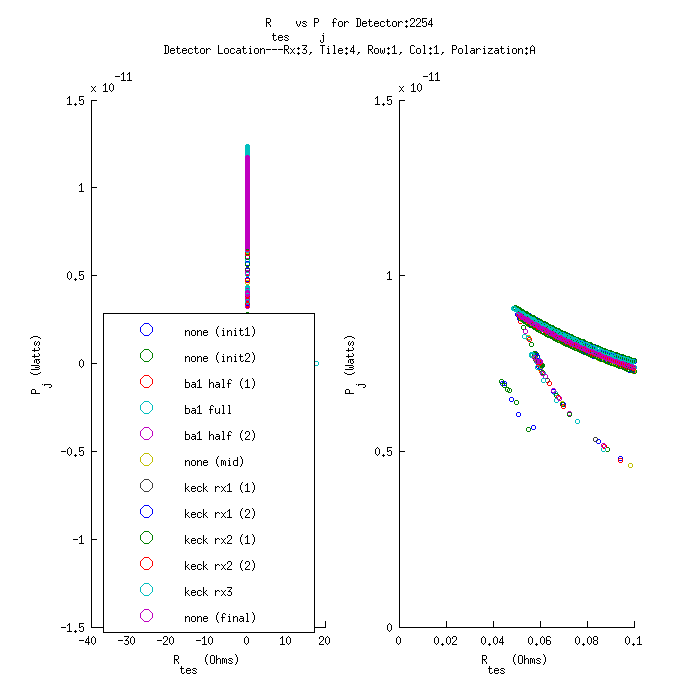 R    vs P  for Detector:2254
tes    j
Detector Location---Rx:3, Tile:4, Row:1, Col:1, Polarization:A
x 10^-11
1.5
1
0.5
0
-0.5
-1
-1.5
P  (Watts)
j
none (init1)
none (init2)
ba1 half (1)
ba1 full
ba1 half (2)
none (mid)
keck rx1 (1)
keck rx1 (2)
keck rx2 (1)
keck rx2 (2)
keck rx3
none (final)
-40 -30 -20 -10 0 10 20
R    (Ohms)
tes
x 10^-11
1.5
1
0.5
0
P  (Watts)
j
0 0.02 0.04 0.06 0.08 0.1
R    (Ohms)
tes